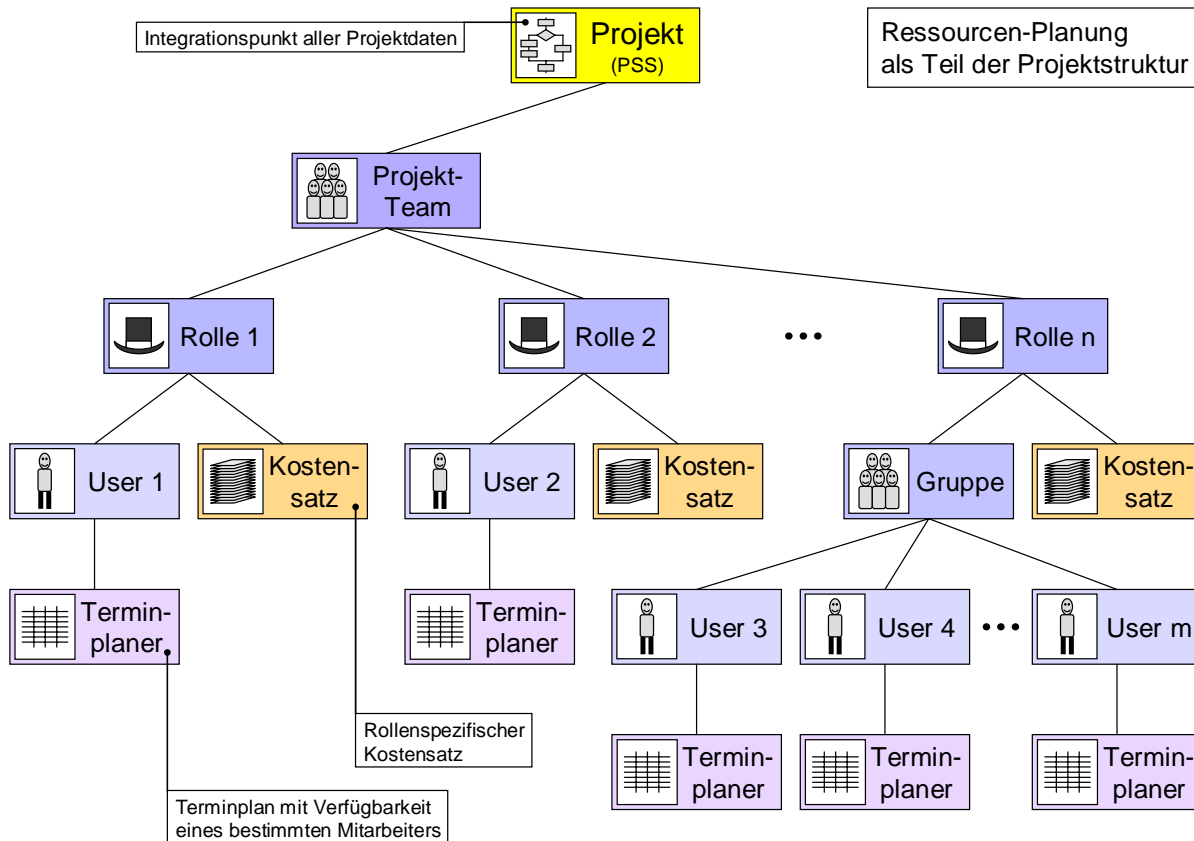 Integrationspunkt aller Projektdaten
Projekt
(PSS)
Ressourcen-Planung
als Teil der Projektstruktur
Projekt-
Team
Rolle 1
Rolle 2
•••
Rolle n
User 1
Kosten-
satz
User 2
Kosten-
satz
Gruppe
Kosten-
satz
Termin-
planer
Termin-
planer
User 3
User 4
•••
User m
Rollenspezifischer
Kostensatz
Termin-
planer
Termin-
planer
Termin-
planer
Terminplan mit Verfügbarkeit
eines bestimmten Mitarbeiters